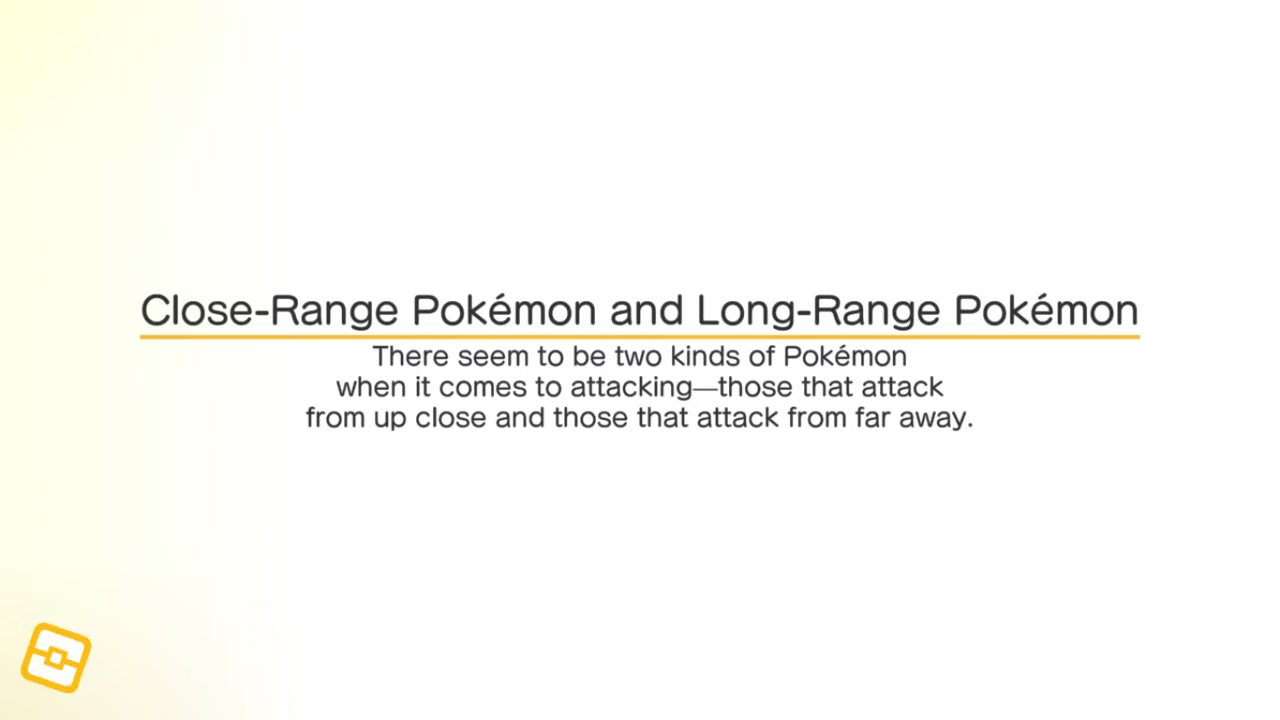 Close-Range Pokémon and Long-Range Pokémon
There seem to be two kinds of Pokémon
when it comes to attacking—those that attack
from up close and those that attack from far away.